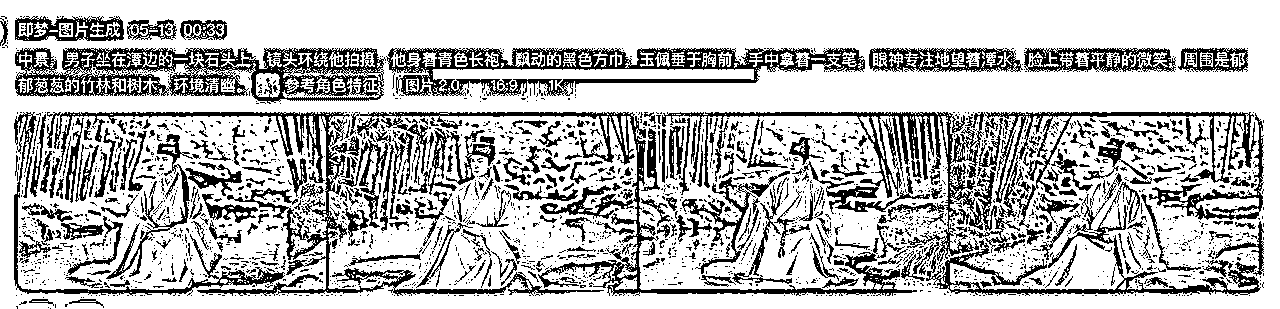 即梦-图片生成 05-13 00:33
中景，男子坐在潭边的一块石头上，镜头环绕他拍摄，他身着青色长袍，飘动的黑色方巾，玉佩垂于胸前，手中拿着一支笔，眼神专注地望着潭水，脸上带着平静的微笑，周围是郁
郁葱葱的竹林和树木，环境清幽， 参考角色特征 图片 2.0 16:9 1K